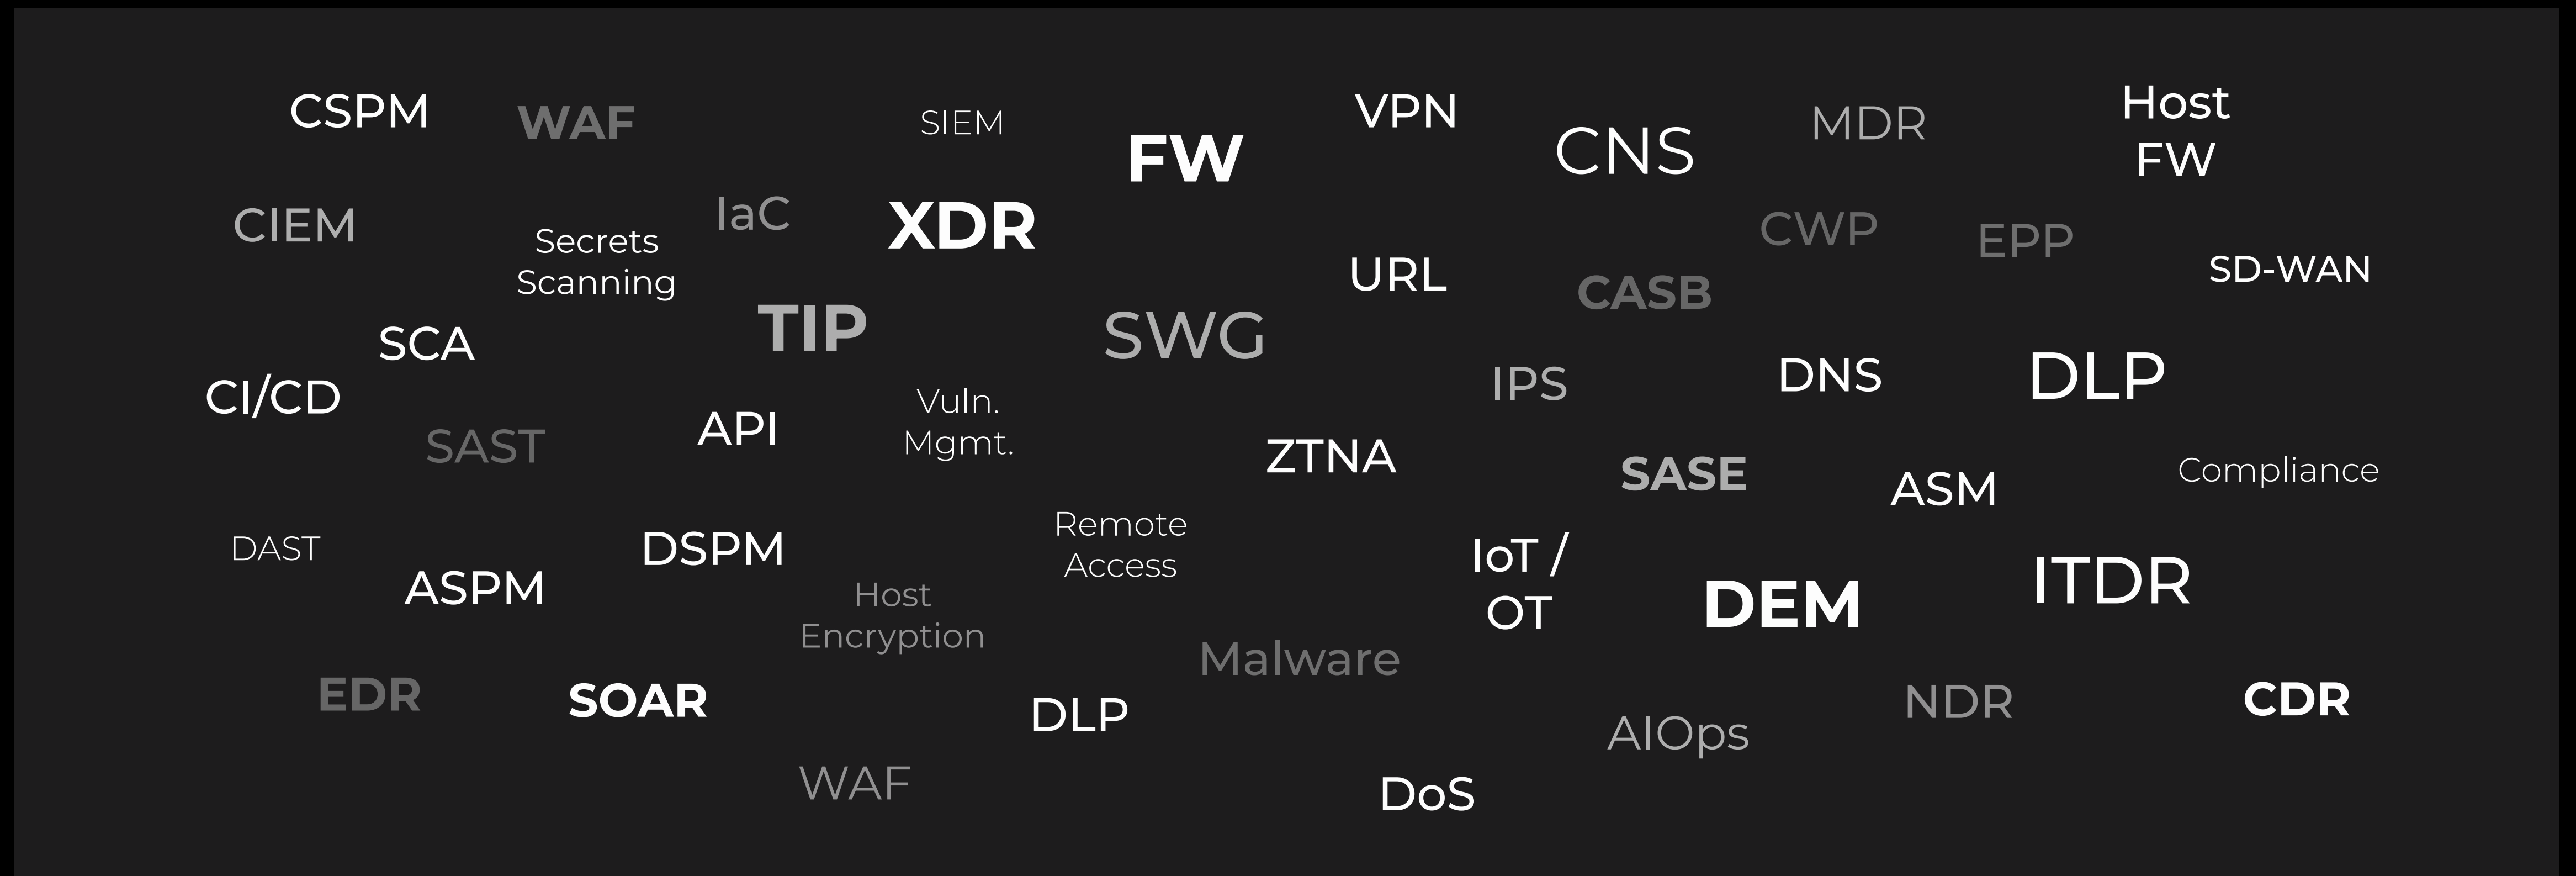 CSPM
WAF
SIEM
FW
VPN
CNS
MDR
Host
FW
CIEM
Secrets
Scanning
IaC
XDR
URL
CWP
EPP
CASB
SD-WAN
SCA
TIP
SWG
IPS
DNS
DLP
CI/CD
SAST
API
Vuln.
Mgmt.
ZTNA
SASE
ASM
Compliance
DAST
ASPM
DSPM
Remote
Access
IoT /
OT
DEM
ITDR
Host
Encryption
Malware
EDR
SOAR
DLP
AIOps
NDR
CDR
WAF
DoS